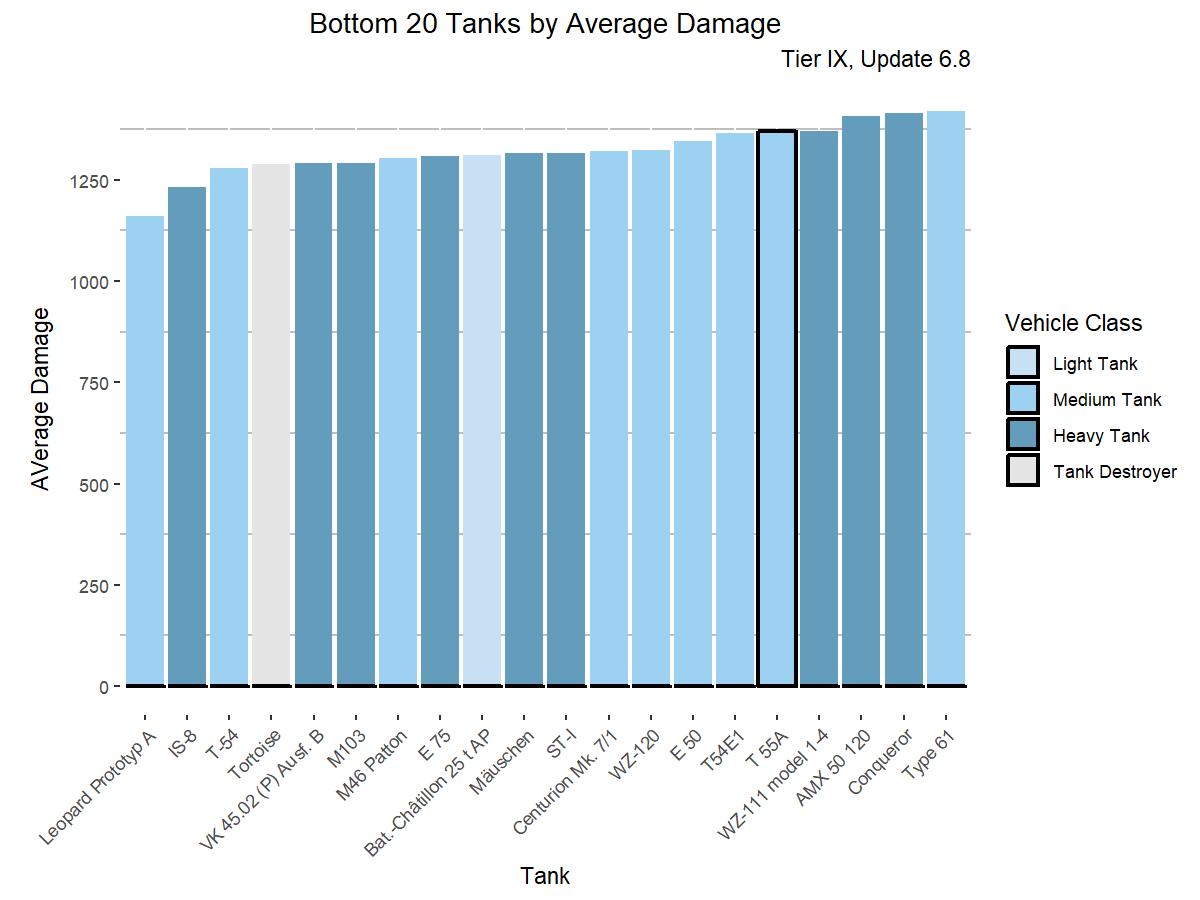 Bottom 20 Tanks by Average Damage
Tier IX, Update 6.8
AVerage Damage
1250
1000
750
500
250
0
Leopard Prototyp A
IS-8
T-54
Tortoise
VK 45.02 (P) Ausf. B
M103
M46 Patton
E 75
Bat.-Châtillon 25 t AP
Mäuschen
ST-I
Centurion Mk. 7/1
WZ-120
E 50
T54E1
T 55A
WZ-111 model 1-4
AMX 50 120
Conqueror
Type 61
Tank
Vehicle Class
Light Tank
Medium Tank
Heavy Tank
Tank Destroyer